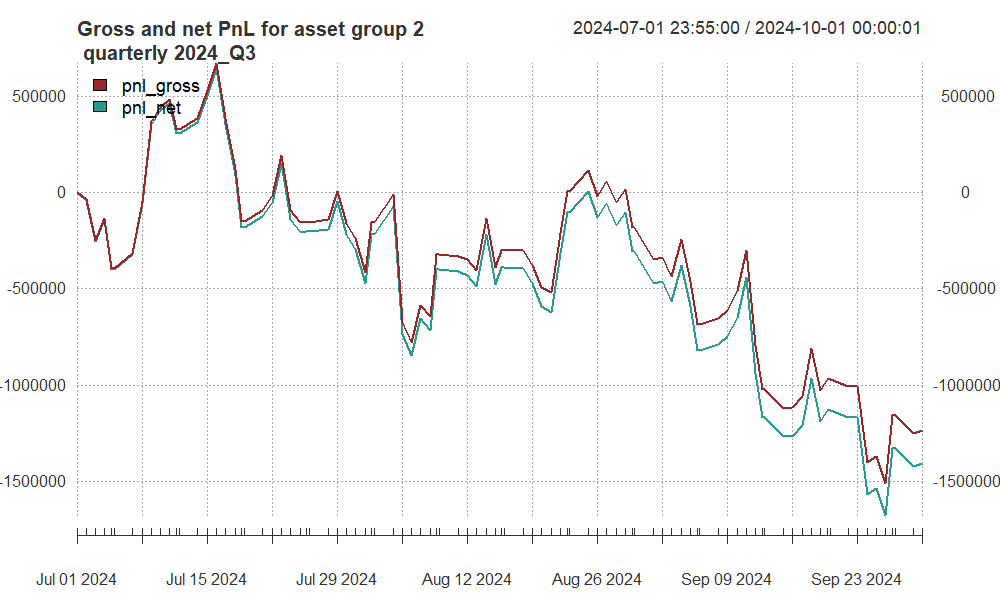 Gross and net PnL for asset group 2
quarterly 2024_Q3
2024-07-01 23:55:00 / 2024-10-01 00:00:01
pnl_gross
pnl_net
500000
0
-500000
-1000000
-1500000
500000
0
-500000
-1000000
-1500000
Jul 01 2024
Jul 15 2024
Jul 29 2024
Aug 12 2024
Aug 26 2024
Sep 09 2024
Sep 23 2024